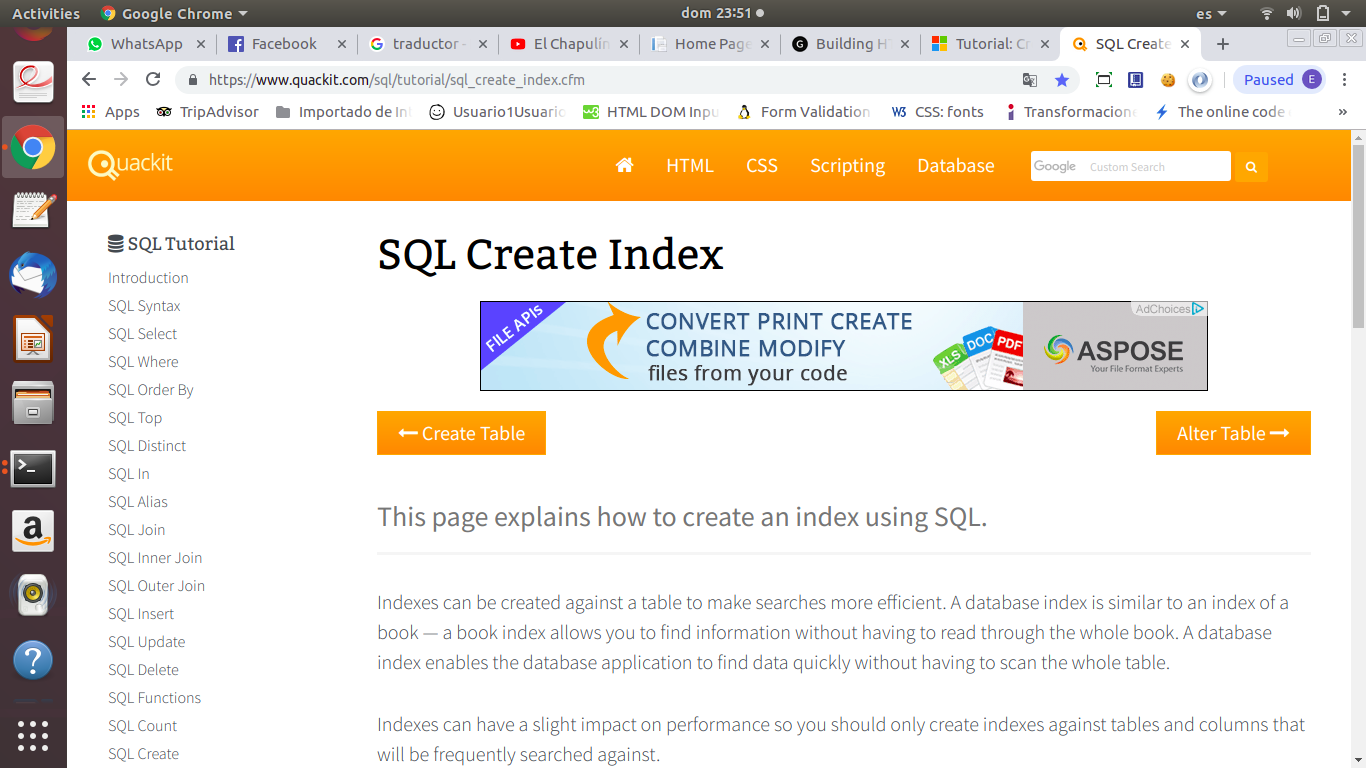 Activities Google Chrome dom 23:51 es
WhatsApp Facebook traductor - El Chapulín Home Page Building HT Tutorial: Cr SQL Create
https://www.quackit.com/sql/tutorial/sql_create_index.cfm Paused E
Apps TripAdvisor Importado de Int Usuario1Usuario HTML DOM Inpu Form Validation CSS: fonts Transformacione The online code »
Quackit HTML CSS Scripting Database Google Custom Search
SQL Tutorial
Introduction
SQL Syntax
SQL Select
SQL Where
SQL Order By
SQL Top
SQL Distinct
SQL In
SQL Alias
SQL Join
SQL Inner Join
SQL Outer Join
SQL Insert
SQL Update
SQL Delete
SQL Functions
SQL Count
SQL Create
SQL Create Index
FILE APIs
CONVERT PRINT CREATE
COMBINE MODIFY
files from your code
XLS DOC PDF
AdChoices
ASPOSE
Your File Format Experts
Create Table
Alter Table
This page explains how to create an index using SQL.
Indexes can be created against a table to make searches more efficient. A database index is similar to an index of a
book — a book index allows you to find information without having to read through the whole book. A database
index enables the database application to find data quickly without having to scan the whole table.
Indexes can have a slight impact on performance so you should only create indexes against tables and columns that
will be frequently searched against.